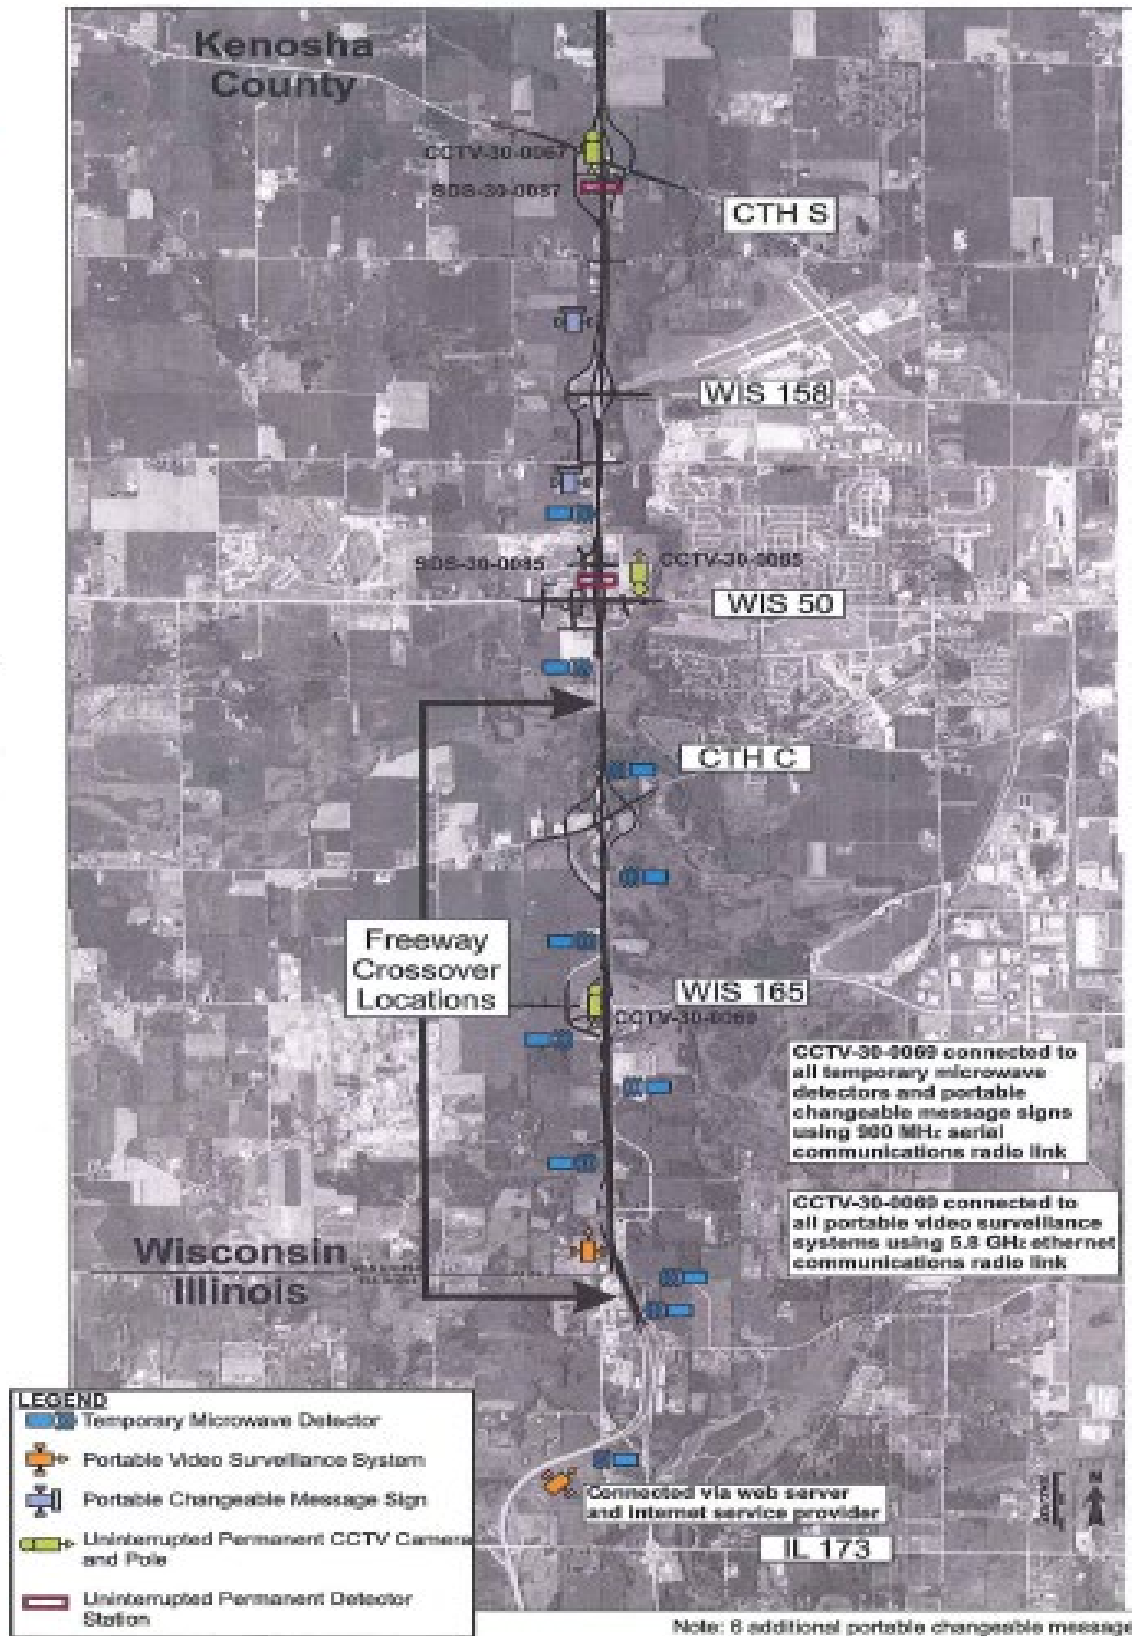 Kenosha
County
CCTV-30-0067
SDS-30-0087
CTH S
WIS 158
SDS-30-0085
CCTV-30-0085
WIS 50
CTH C
Freeway
Crossover
Locations
WIS 165
CCTV-30-0069
CCTV-30-0069 connected to
all temporary microwave
detectors and portable
changeable message signs
using 900 MHz serial
communications radio link
CCTV-30-0069 connected to
all portable video surveillance
systems using 5.8 GHz ethernet
communications radio link
Wisconsin
Illinois
LEGEND
Temporary Microwave Detector
Portable Video Surveillance System
Portable Changeable Message Sign
Uninterrupted Permanent CCTV Camera
and Pole
Uninterrupted Permanent Detector
Station
Connected via web server
and internet service provider
N
IL 173
Note: 6 additional portable changeable message